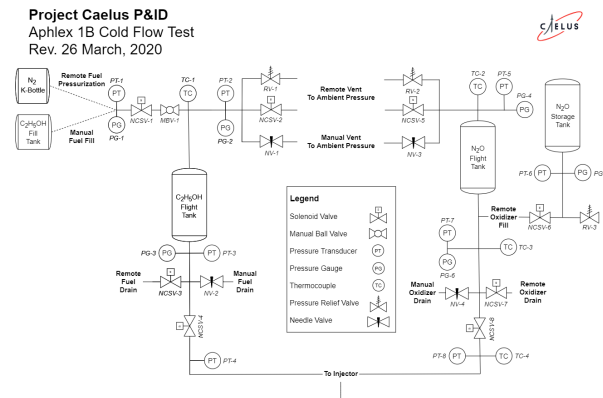 Project Caelus P&ID
Aphlex 1B Cold Flow Test
Rev. 26 March, 2020
CAELUS
N₂
K-Bottle
Remote Fuel
Pressurization
C₂H₅OH
Fill
Tank
Manual
Fuel Fill
PT-1
PT
PG
PG-1
NCSV-1
MBV-1
TC-1
TC
PT-2
PT
PG
PG-2
RV-1
NCSV-2
NV-1
Remote Vent
To Ambient Pressure
Manual Vent
To Ambient Pressure
RV-2
NCSV-5
NV-3
TC-2
TC
PT-5
PT
PG-4
PG
N₂O
Flight
Tank
N₂O
Storage
Tank
PT-6
PT
PG
PG
Remote
Oxidizer
Fill
NCSV-6
RV-3
C₂H₅OH
Flight
Tank
PG-3
PG
PT
PT-3
Remote
Fuel
Drain
NCSV-3
NV-2
Manual
Fuel
Drain
NCSV-4
PT
PT-4
Legend
Solenoid Valve
Manual Ball Valve
Pressure Transducer
PT
Pressure Gauge
PG
Thermocouple
TC
Pressure Relief Valve
Needle Valve
PT-7
PT
PG
PG-6
TC
TC-3
Manual
Oxidizer
Drain
NV-4
NCSV-7
Remote
Oxidizer
Drain
NCSV-8
PT-8
PT
TC
TC-4
To Injector